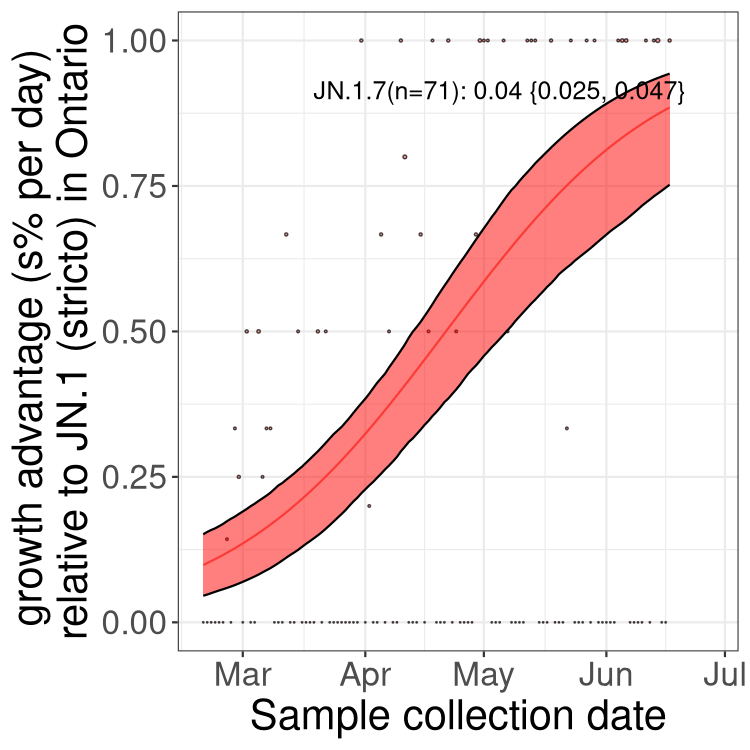 growth advantage (s% per day)
relative to JN.1 (stricto) in Ontario
1.00
0.75
0.50
0.25
0.00
JN.1.7(n=71): 0.04 {0.025, 0.047}
Mar Apr May Jun Jul
Sample collection date